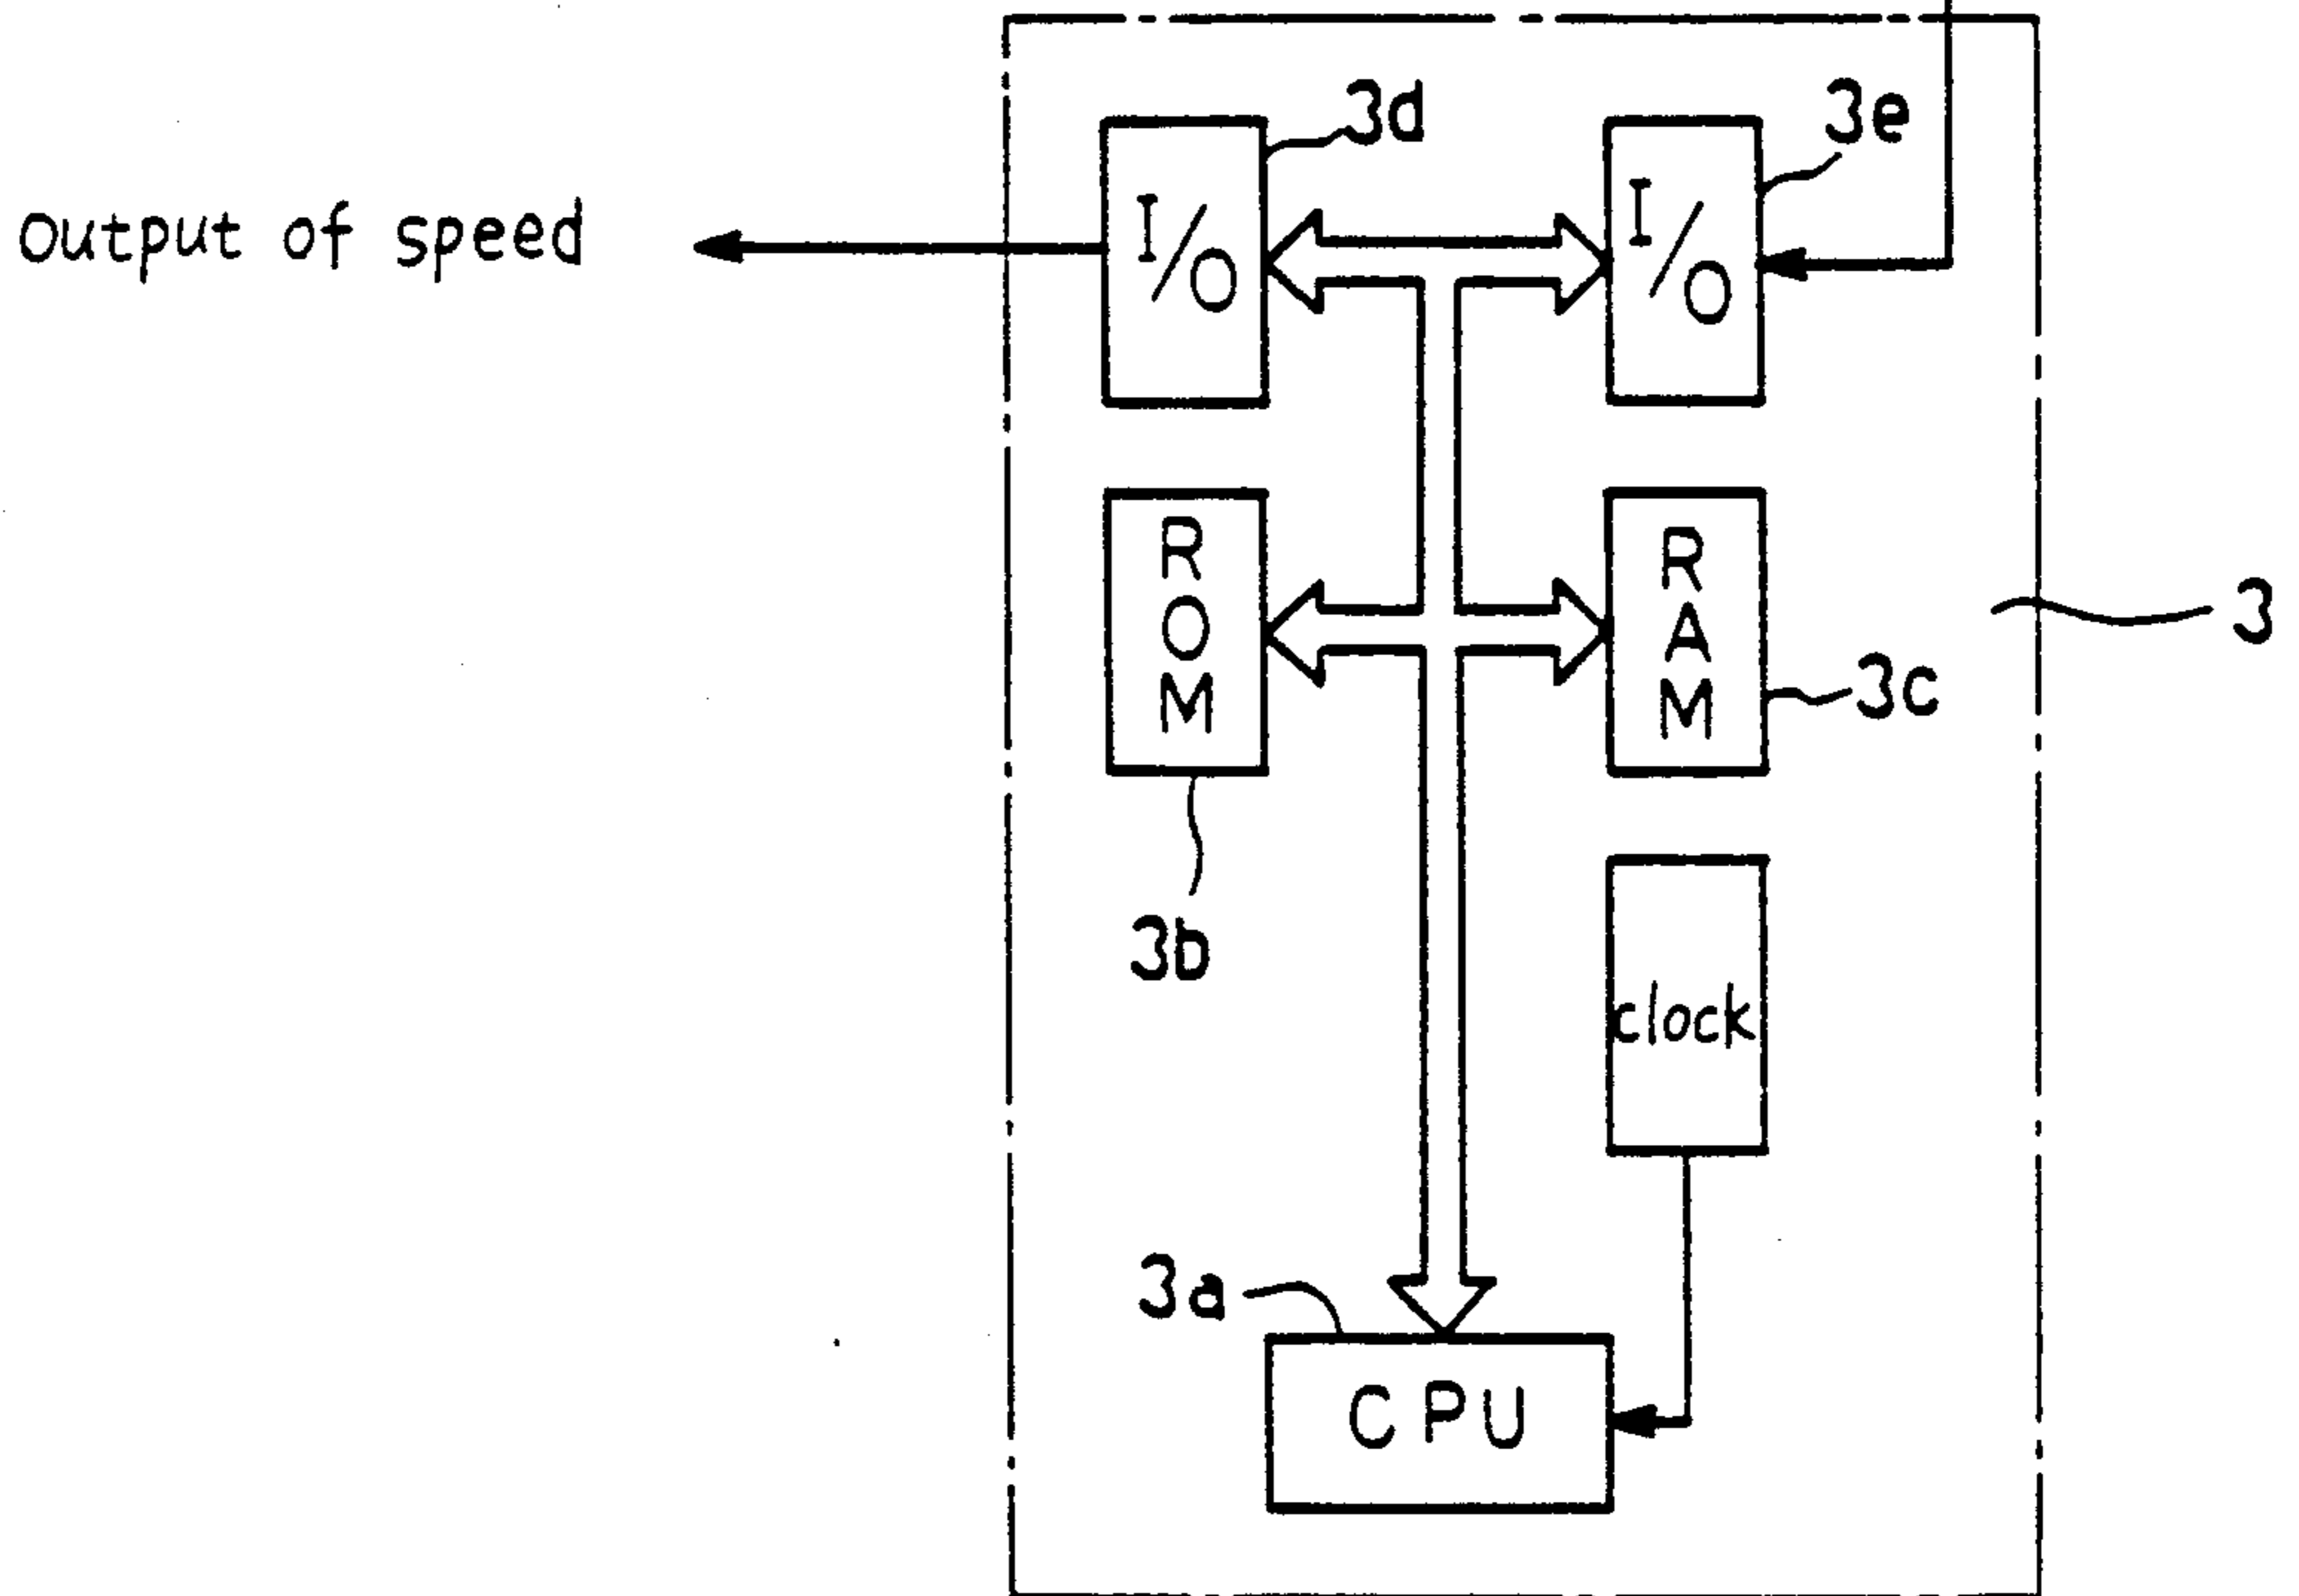 3d
3e
I/O
I/O
output of speed
ROM
RAM
3
3c
3b
clock
3a
CPU